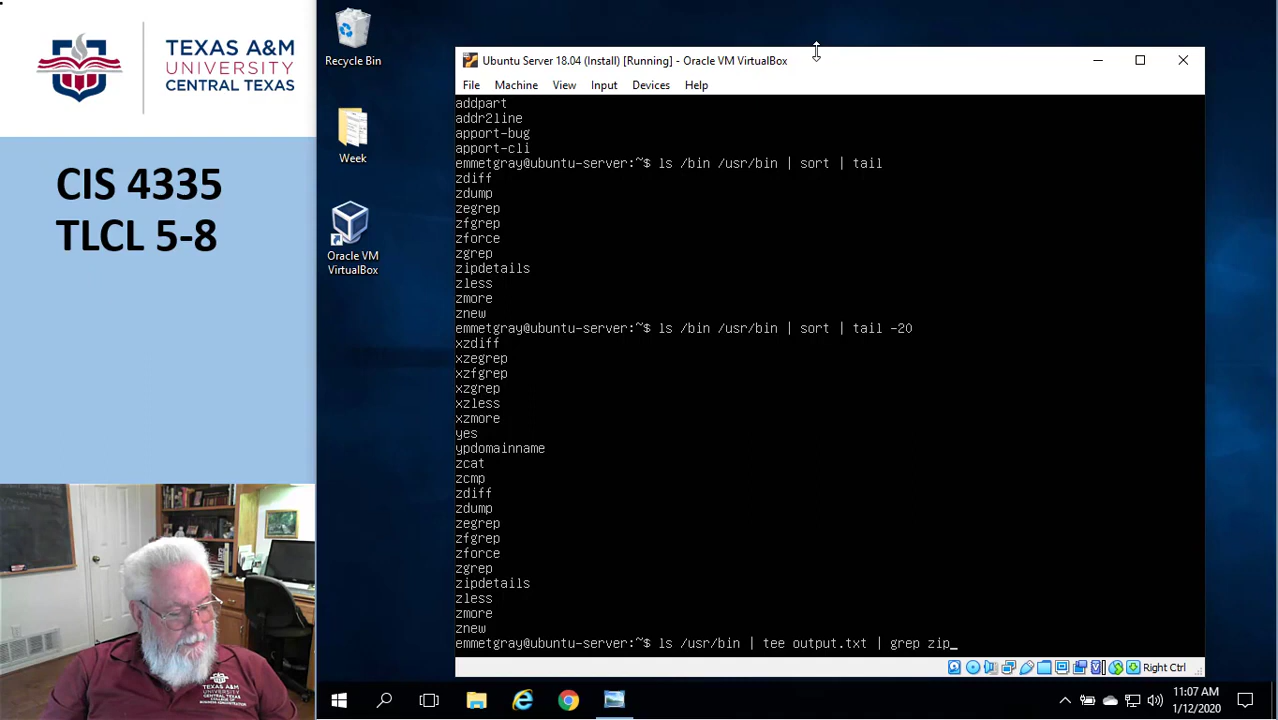 TEXAS A&M
UNIVERSITY
CENTRAL TEXAS
CIS 4335
TLCL 5-8
Recycle Bin
Week
Oracle VM
VirtualBox
Ubuntu Server 18.04 (Install) [Running] - Oracle VM VirtualBox
File Machine View Input Devices Help
addpart
addr2line
apport-bug
apport-cli
emmetgray@ubuntu-server:~$ ls /bin /usr/bin | sort | tail
zdiff
zdump
zegrep
zfgrep
zforce
zgrep
zipdetails
zless
zmore
znew
emmetgray@ubuntu-server:~$ ls /bin /usr/bin | sort | tail -20
xzdiff
xzegrep
xzfgrep
xzgrep
xzless
xzmore
yes
ypdomainname
zcat
zcmp
zdiff
zdump
zegrep
zfgrep
zforce
zgrep
zipdetails
zless
zmore
znew
emmetgray@ubuntu-server:~$ ls /usr/bin | tee output.txt | grep zip_
Right Ctrl
11:07 AM
1/12/2020
TEXAS A&M
UNIVERSITY
CENTRAL TEXAS